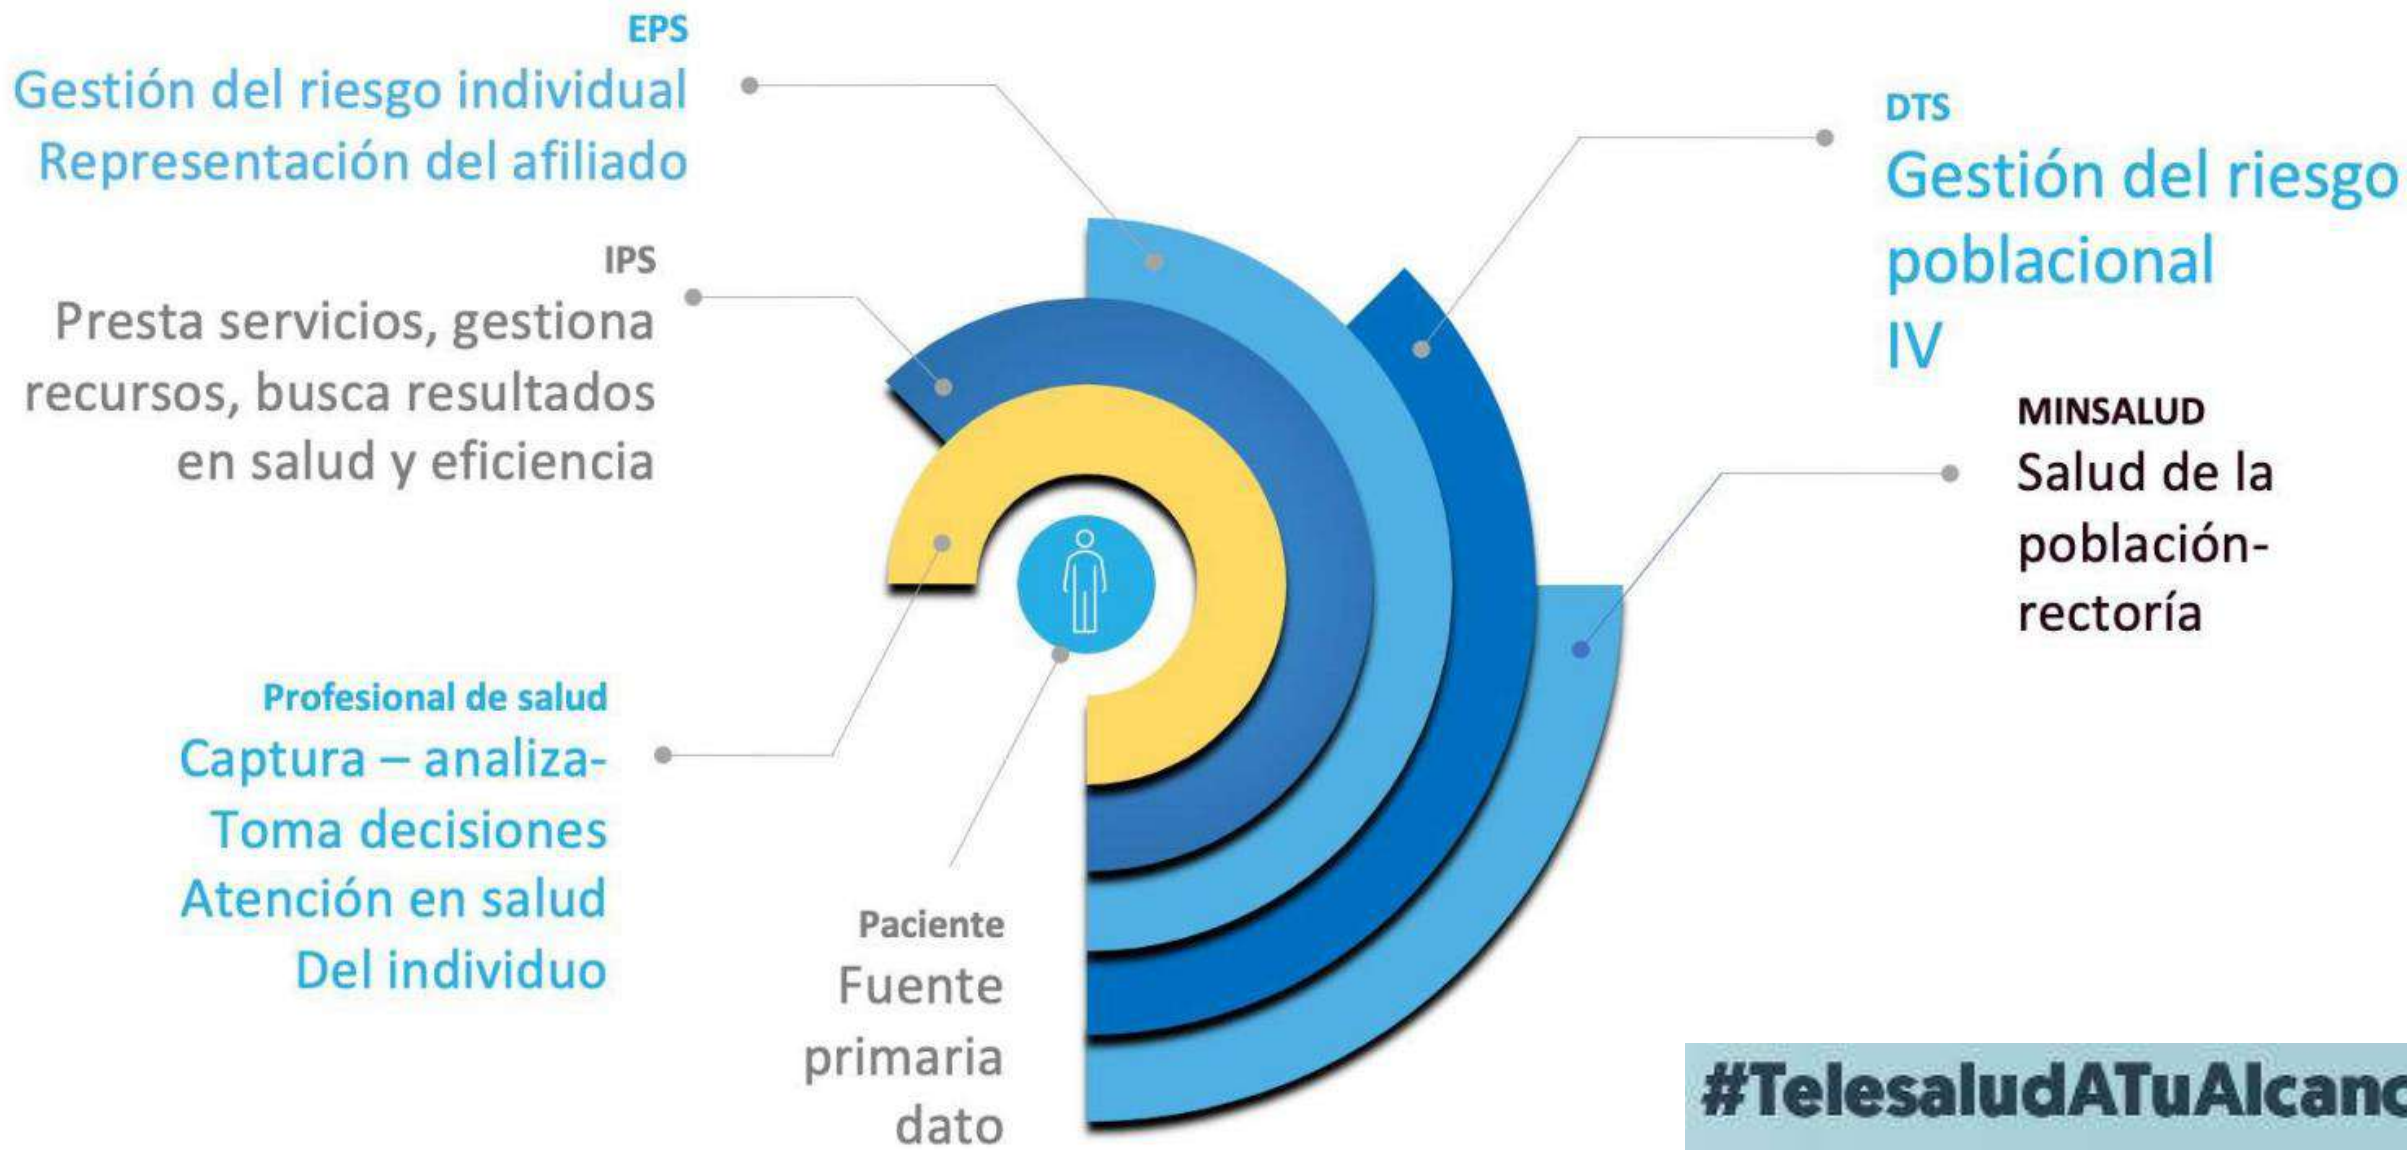 EPS
Gestión del riesgo individual
Representación del afiliado
IPS
Presta servicios, gestiona
recursos, busca resultados
en salud y eficiencia
Profesional de salud
Captura – analiza-
Toma decisiones
Atención en salud
Del individuo
Paciente
Fuente
primaria
dato
DTS
Gestión del riesgo
poblacional
IV
MINSALUD
Salud de la
población-
rectoría
#TelesaludATuAlcanc